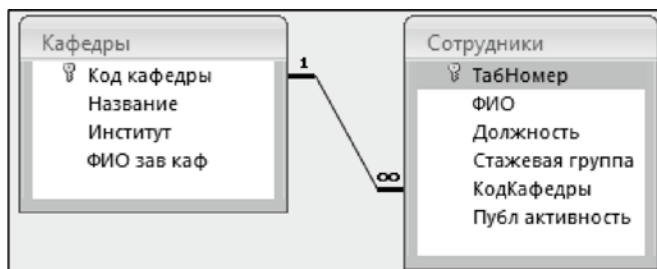 Кафедры
Код кафедры
Название
Институт
ФИО зав каф
1
∞
Сотрудники
ТабНомер
ФИО
Должность
Стажевая группа
КодКафедры
Публ активность